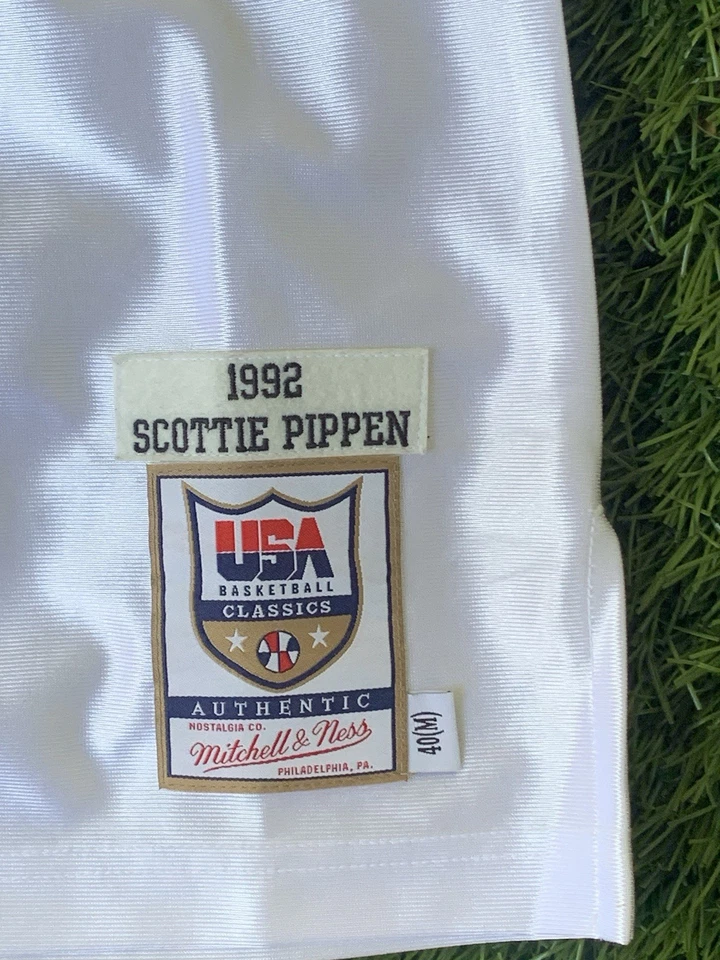 1992
SCOTTIE PIPPEN
USA
BASKETBALL
CLASSICS
AUTHENTIC
NOSTALGIA CO.
Mitchell & Ness
PHILADELPHIA, PA.
40(M)